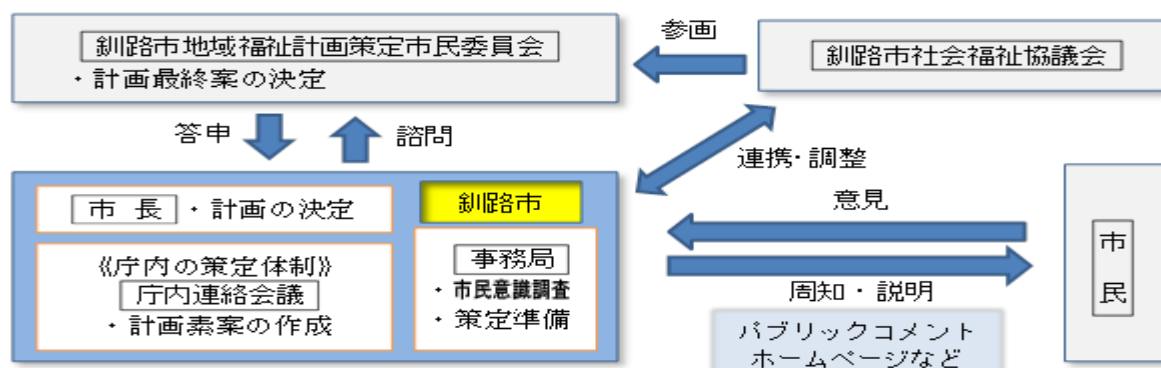 釧路市地域福祉計画策定市民委員会
・計画最終案の決定
参画
釧路市社会福祉協議会
答申
諮問
連携・調整
市 長 ・計画の決定
釧路市
《庁内の策定体制》
庁内連絡会議
・計画素案の作成
事務局
・市民意識調査
・策定準備
意見
周知・説明
パブリックコメント
ホームページなど
市
民